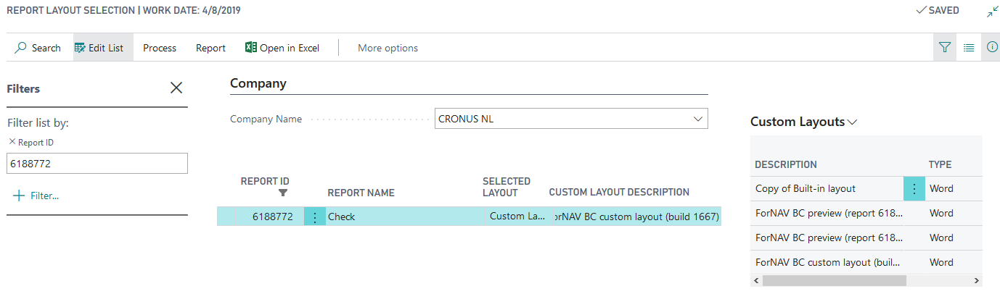 REPORT LAYOUT SELECTION | WORK DATE: 4/8/2019
SAVED
Search Edit List Process Report Open in Excel More options
Filters
Filter list by:
× Report ID
6188772
Filter...
Company
Company Name CRONUS NL
REPORT ID REPORT NAME SELECTED LAYOUT CUSTOM LAYOUT DESCRIPTION
6188772 Check Custom La... orNAV BC custom layout (build 1667)
Custom Layouts
DESCRIPTION TYPE
Copy of Built-in layout Word
ForNAV BC preview (report 618... Word
ForNAV BC preview (report 618... Word
ForNAV BC custom layout (buil... Word